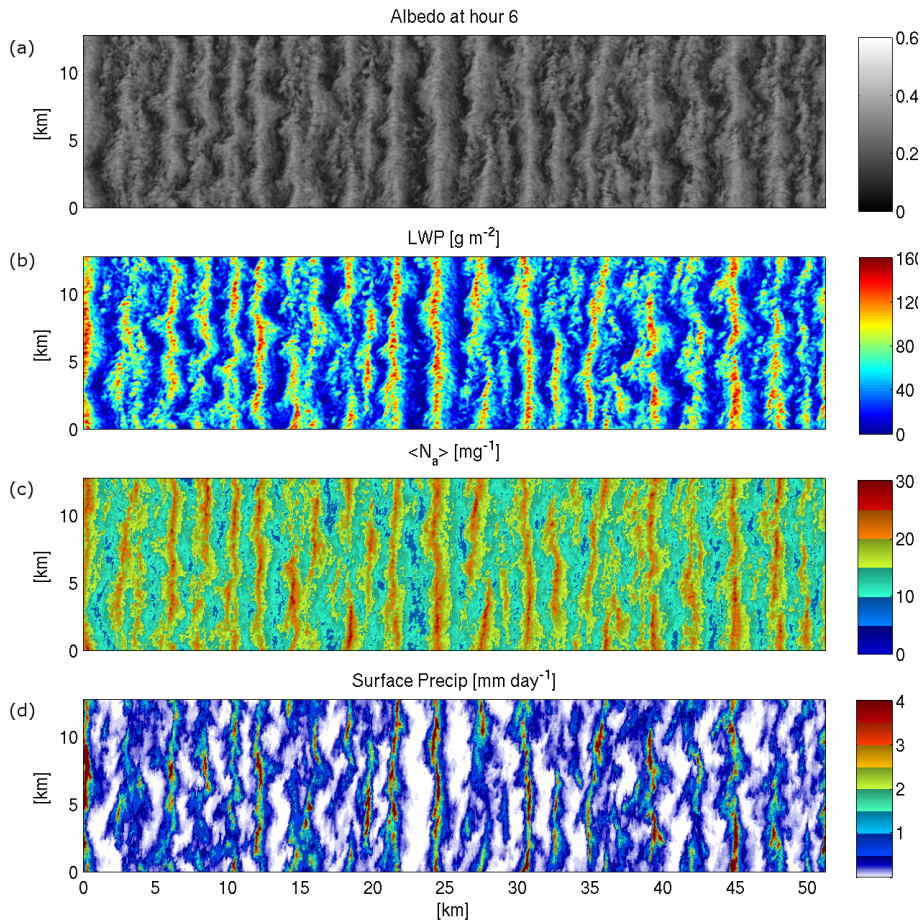 Albedo at hour 6
(a)
10
5
0
[km]
0.6
0.4
0.2
0
LWP [g m⁻²]
(b)
10
5
0
[km]
160
120
80
40
0
<Nₐ> [mg⁻¹]
(c)
10
5
0
[km]
30
20
10
0
Surface Precip [mm day⁻¹]
(d)
10
5
0
[km]
4
3
2
1
0 5 10 15 20 25 30 35 40 45 50
[km]